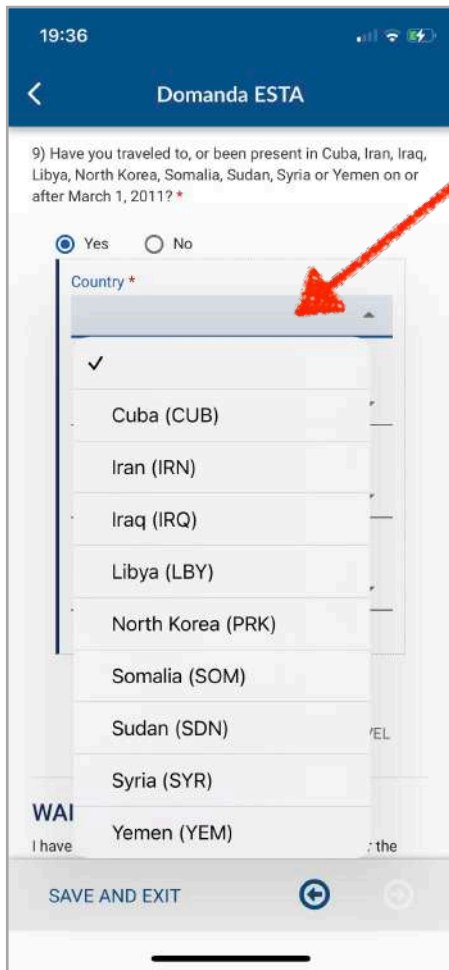 19:36
Domanda ESTA
9) Have you traveled to, or been present in Cuba, Iran, Iraq,
Libya, North Korea, Somalia, Sudan, Syria or Yemen on or
after March 1, 2011? *
Yes No
Country *
✓
Cuba (CUB)
Iran (IRN)
Iraq (IRQ)
Libya (LBY)
North Korea (PRK)
Somalia (SOM)
Sudan (SDN)
Syria (SYR)
Yemen (YEM)
I have the
SAVE AND EXIT